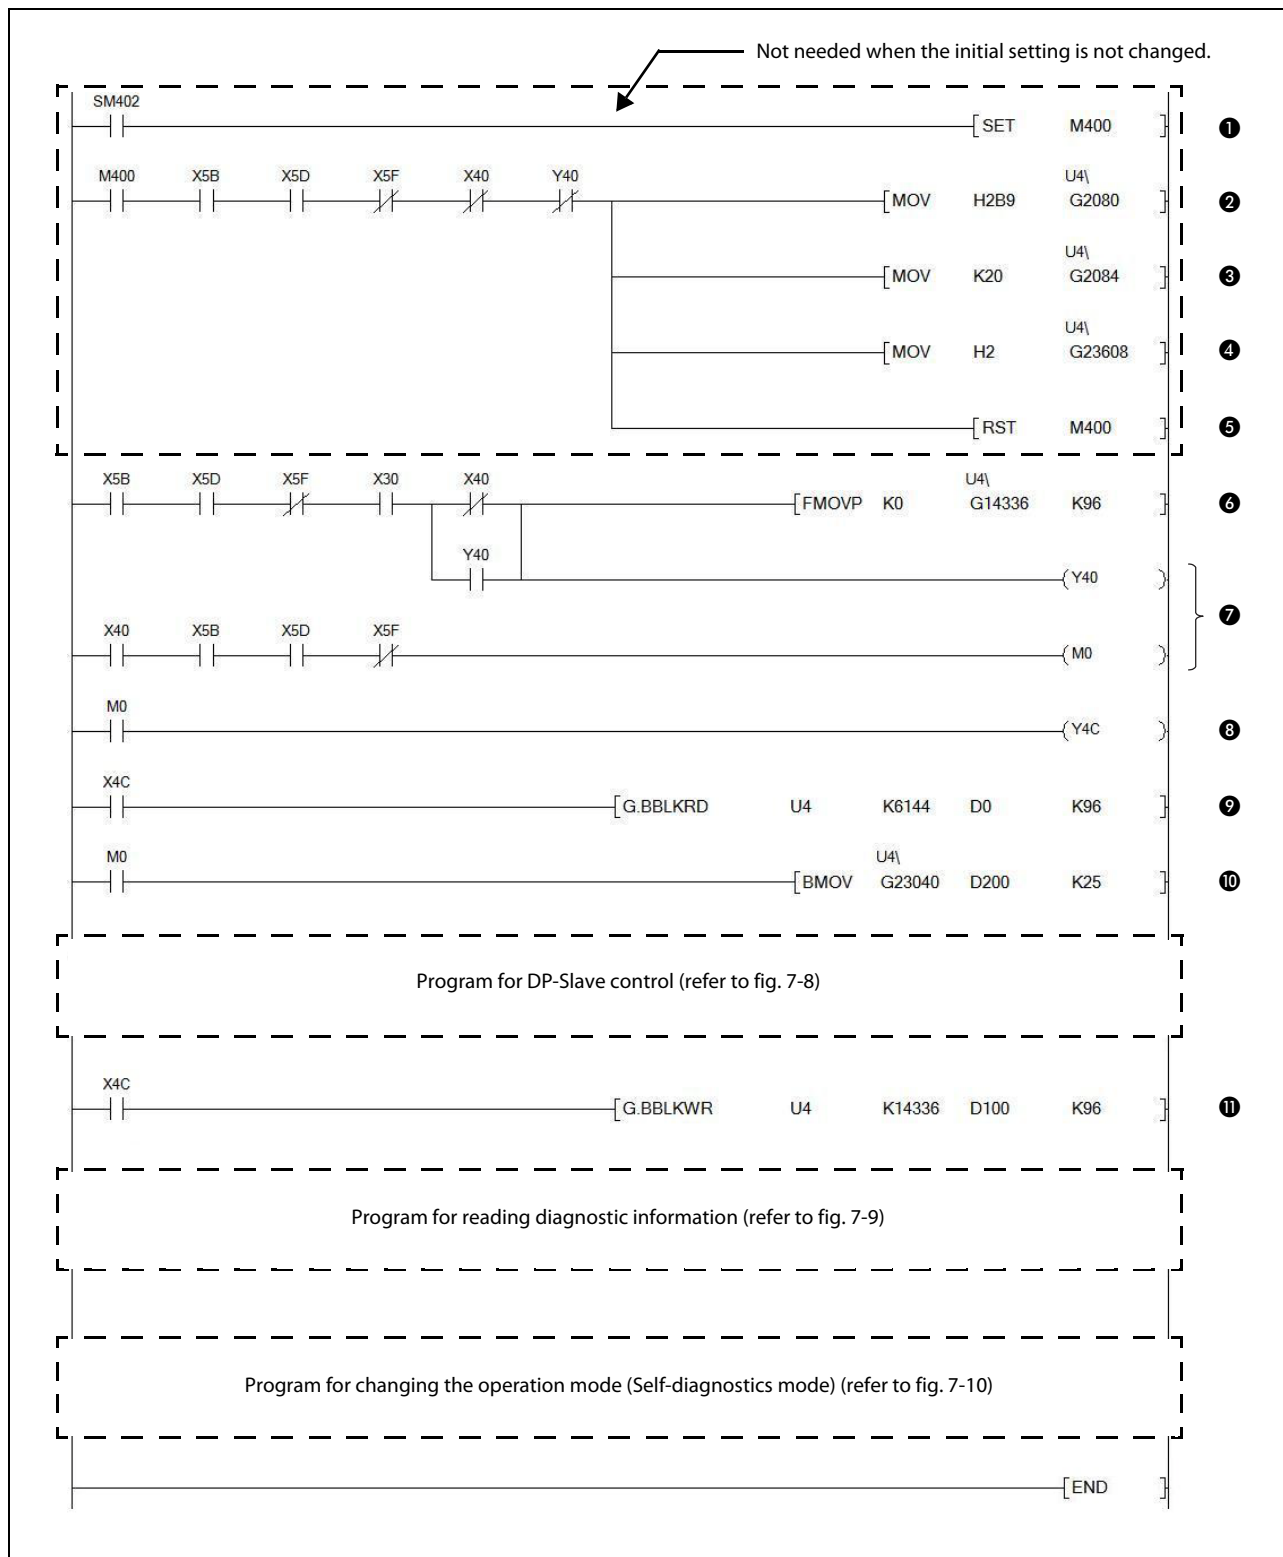 Not needed when the initial setting is not changed.
SM402
SET M400 ❶
M400 X5B X5D X5F X40 Y40 U4\
MOV H2B9 G2080 ❷
U4\
MOV K20 G2084 ❸
U4\
MOV H2 G23608 ❹
RST M400 ❺
X5B X5D X5F X30 X40 U4\
FMOVP K0 G14336 K96 ❻
Y40
Y40
❼
X40 X5B X5D X5F
M0
M0
Y4C ❽
X4C
G.BBLKRD U4 K6144 D0 K96 ❾
M0 U4\
BMOV G23040 D200 K25 ❿
Program for DP-Slave control (refer to fig. 7-8)
X4C
G.BBLKWR U4 K14336 D100 K96 ⓫
Program for reading diagnostic information (refer to fig. 7-9)
Program for changing the operation mode (Self-diagnostics mode) (refer to fig. 7-10)
END